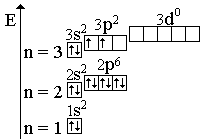 E
3d⁰
3p²
3s²
n = 3 ↑↓ ↑ ↑
2p⁶
2s²
n = 2 ↑↓ ↑↓ ↑↓ ↑↓
1s²
n = 1 ↑↓